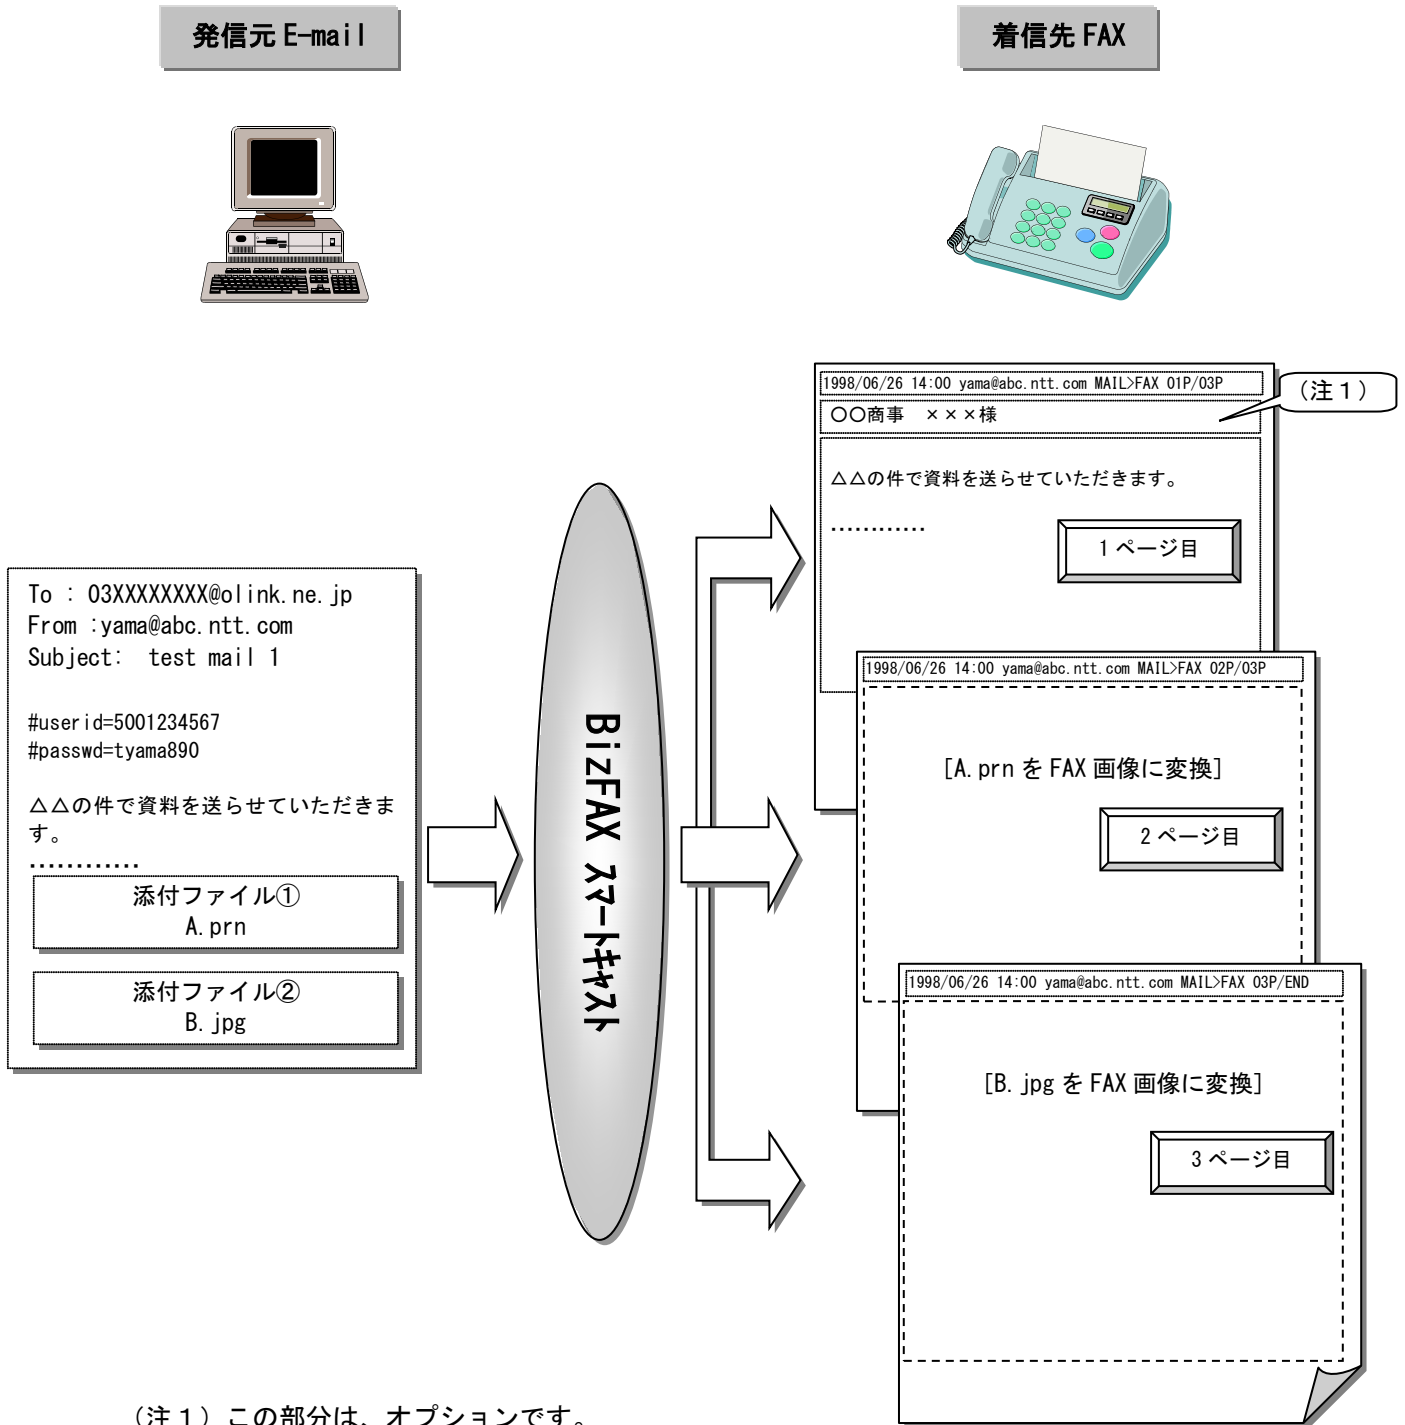 発信元 E-mail
着信先 FAX
To : 03XXXXXXXX@olink.ne.jp
From :yama@abc.ntt.com
Subject: test mail 1
#userid=5001234567
#passwd=tyama890
△△の件で資料を送らせていただきま
す。
…………
添付ファイル①
A.prn
添付ファイル②
B.jpg
BizFAX スマートキャスト
1998/06/26 14:00 yama@abc.ntt.com MAIL>FAX 01P/03P
(注１)
〇〇商事 ×××様
△△の件で資料を送らせていただきます。
…………
1 ページ目
1998/06/26 14:00 yama@abc.ntt.com MAIL>FAX 02P/03P
[A.prn を FAX 画像に変換]
2 ページ目
1998/06/26 14:00 yama@abc.ntt.com MAIL>FAX 03P/END
[B.jpg を FAX 画像に変換]
3 ページ目
(注１) この部分は、オプションです。